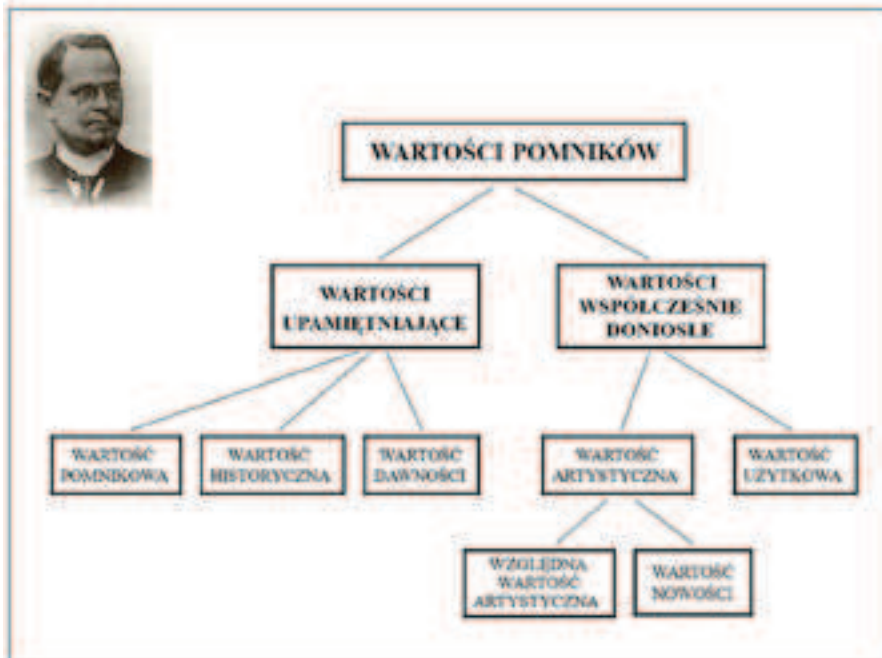 WARTOŚCI POMNIKÓW
WARTOŚCI
UPAMIĘTNIAJĄCE
WARTOŚCI
WSPÓŁCZEŚNIE
DONIOSŁE
WARTOŚĆ
POMNIKOWA
WARTOŚĆ
HISTORYCZNA
WARTOŚĆ
DAWNOŚCI
WARTOŚĆ
ARTYSTYCZNA
WARTOŚĆ
UŻYTKOWA
WZGLĘDNA
WARTOŚĆ
ARTYSTYCZNA
WARTOŚĆ
NOWOŚCI